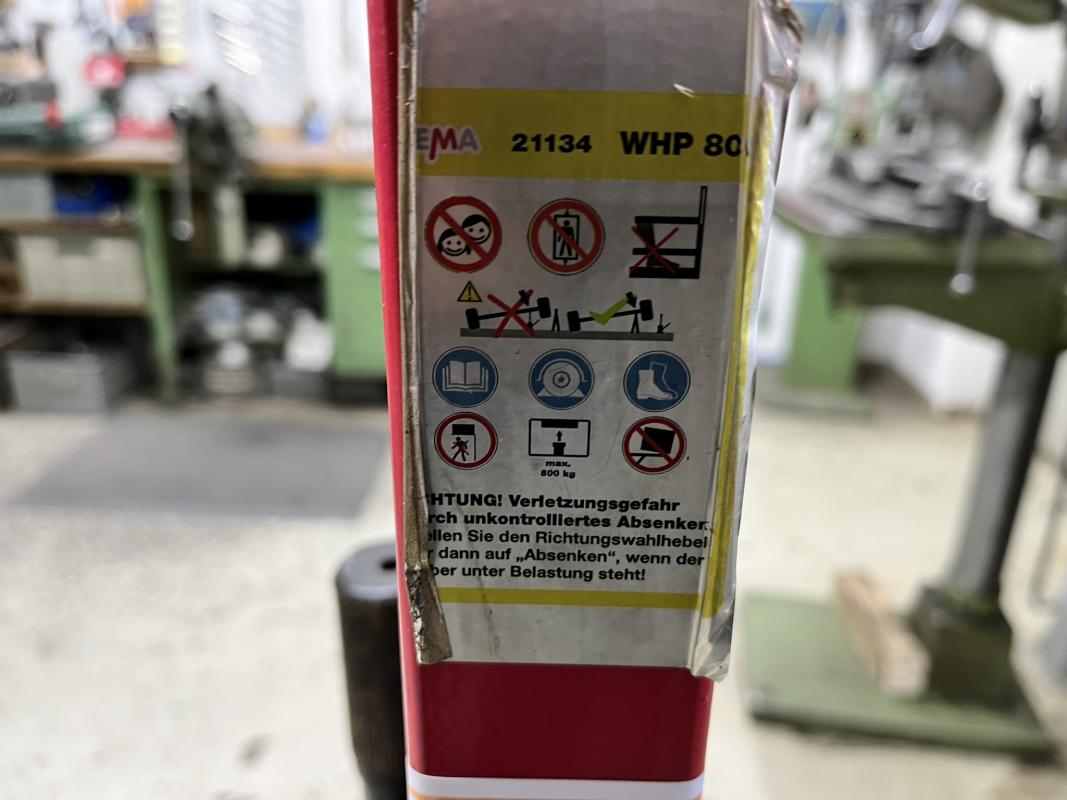 EMA 21134 WHP 80
max.
800 kg
CHTUNG! Verletzungsgefahr
rch unkontrolliertes Absenken
ellen Sie den Richtungswahlhebel
r dann auf „Absenken“, wenn der
ber unter Belastung steht!